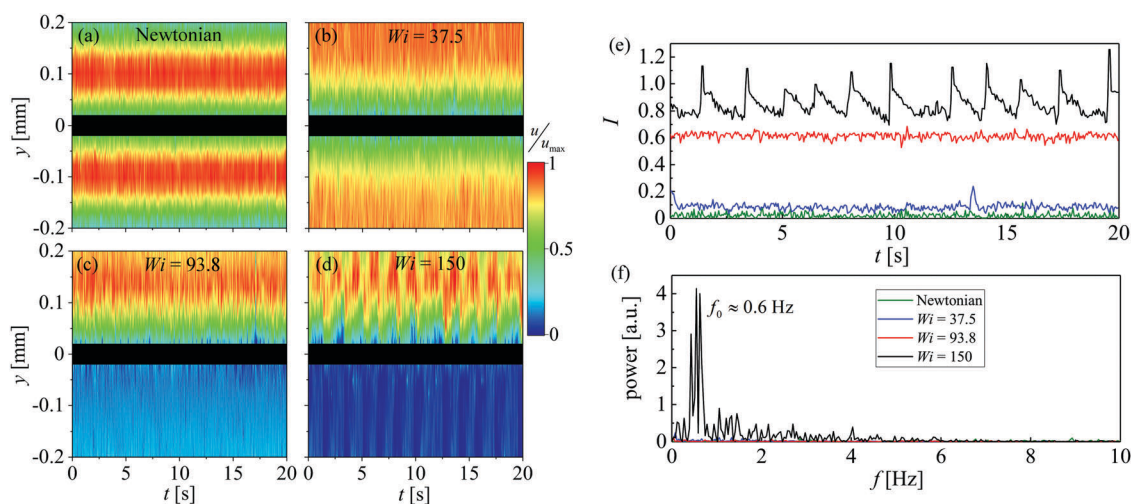 (a) Newtonian
(b) Wi = 37.5
0.2
0.1
0
-0.1
-0.2
y [mm]
u/u_max
1
0.5
0
(c) Wi = 93.8
(d) Wi = 150
0.2
0.1
0
-0.1
-0.2
y [mm]
0 5 10 15 20
t [s]
0 5 10 15 20
t [s]
(e)
1.2
1.0
0.8
0.6
0.4
0.2
0
I
0 5 10 15 20
t [s]
(f)
f₀ ≈ 0.6 Hz
Newtonian
Wi = 37.5
Wi = 93.8
Wi = 150
4
3
2
1
0
power [a.u.]
0 2 4 6 8 10
f [Hz]